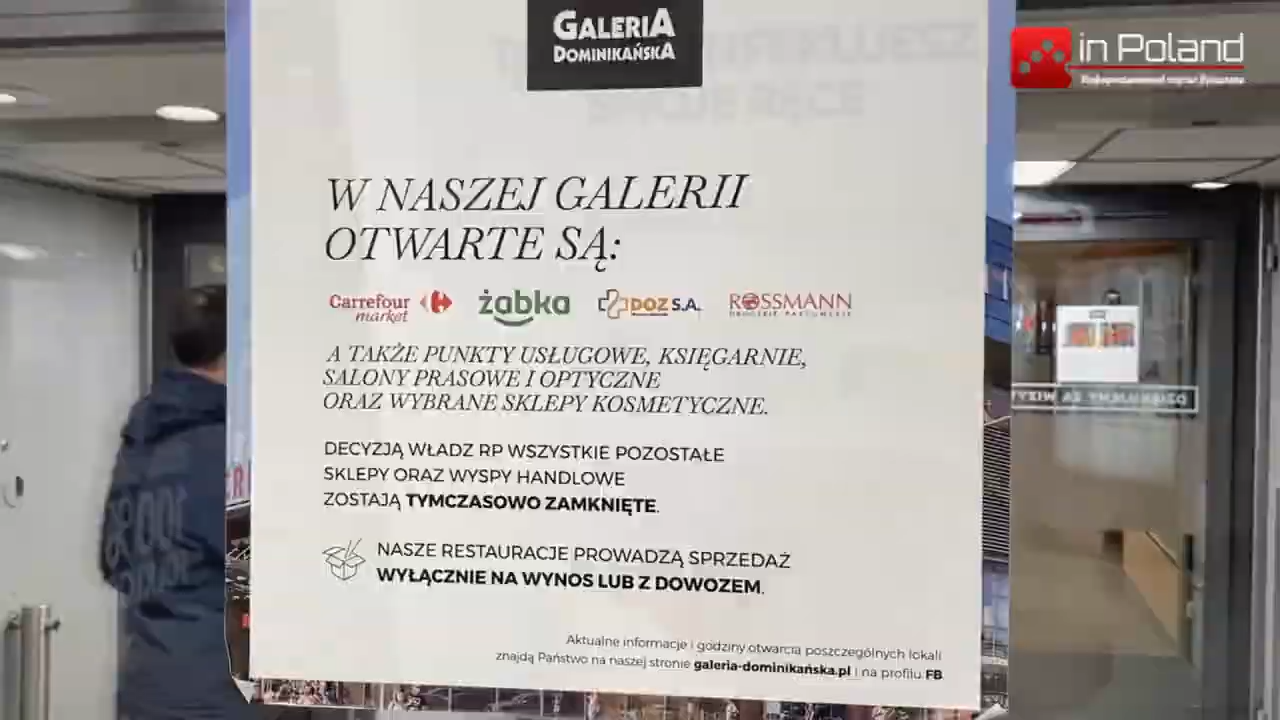 GALERIA
DOMINIKAŃSKA
in Poland
W NASZEJ GALERII
OTWARTE SĄ:
Carrefour market
żabka
DOZ S.A.
ROSSMANN
A TAKŻE PUNKTY USŁUGOWE, KSIĘGARNIE,
SALONY PRASOWE I OPTYCZNE
ORAZ WYBRANE SKLEPY KOSMETYCZNE.
DECYZJĄ WŁADZ RP WSZYSTKIE POZOSTAŁE
SKLEPY ORAZ WYSPY HANDLOWE
ZOSTAJĄ TYMCZASOWO ZAMKNIĘTE.
NASZE RESTAURACJE PROWADZĄ SPRZEDAŻ
WYŁĄCZNIE NA WYNOS LUB Z DOWOZEM.
Aktualne informacje i godziny otwarcia poszczególnych lokali
znajdą Państwo na naszej stronie galeria-dominikańska.pl i na profilu FB